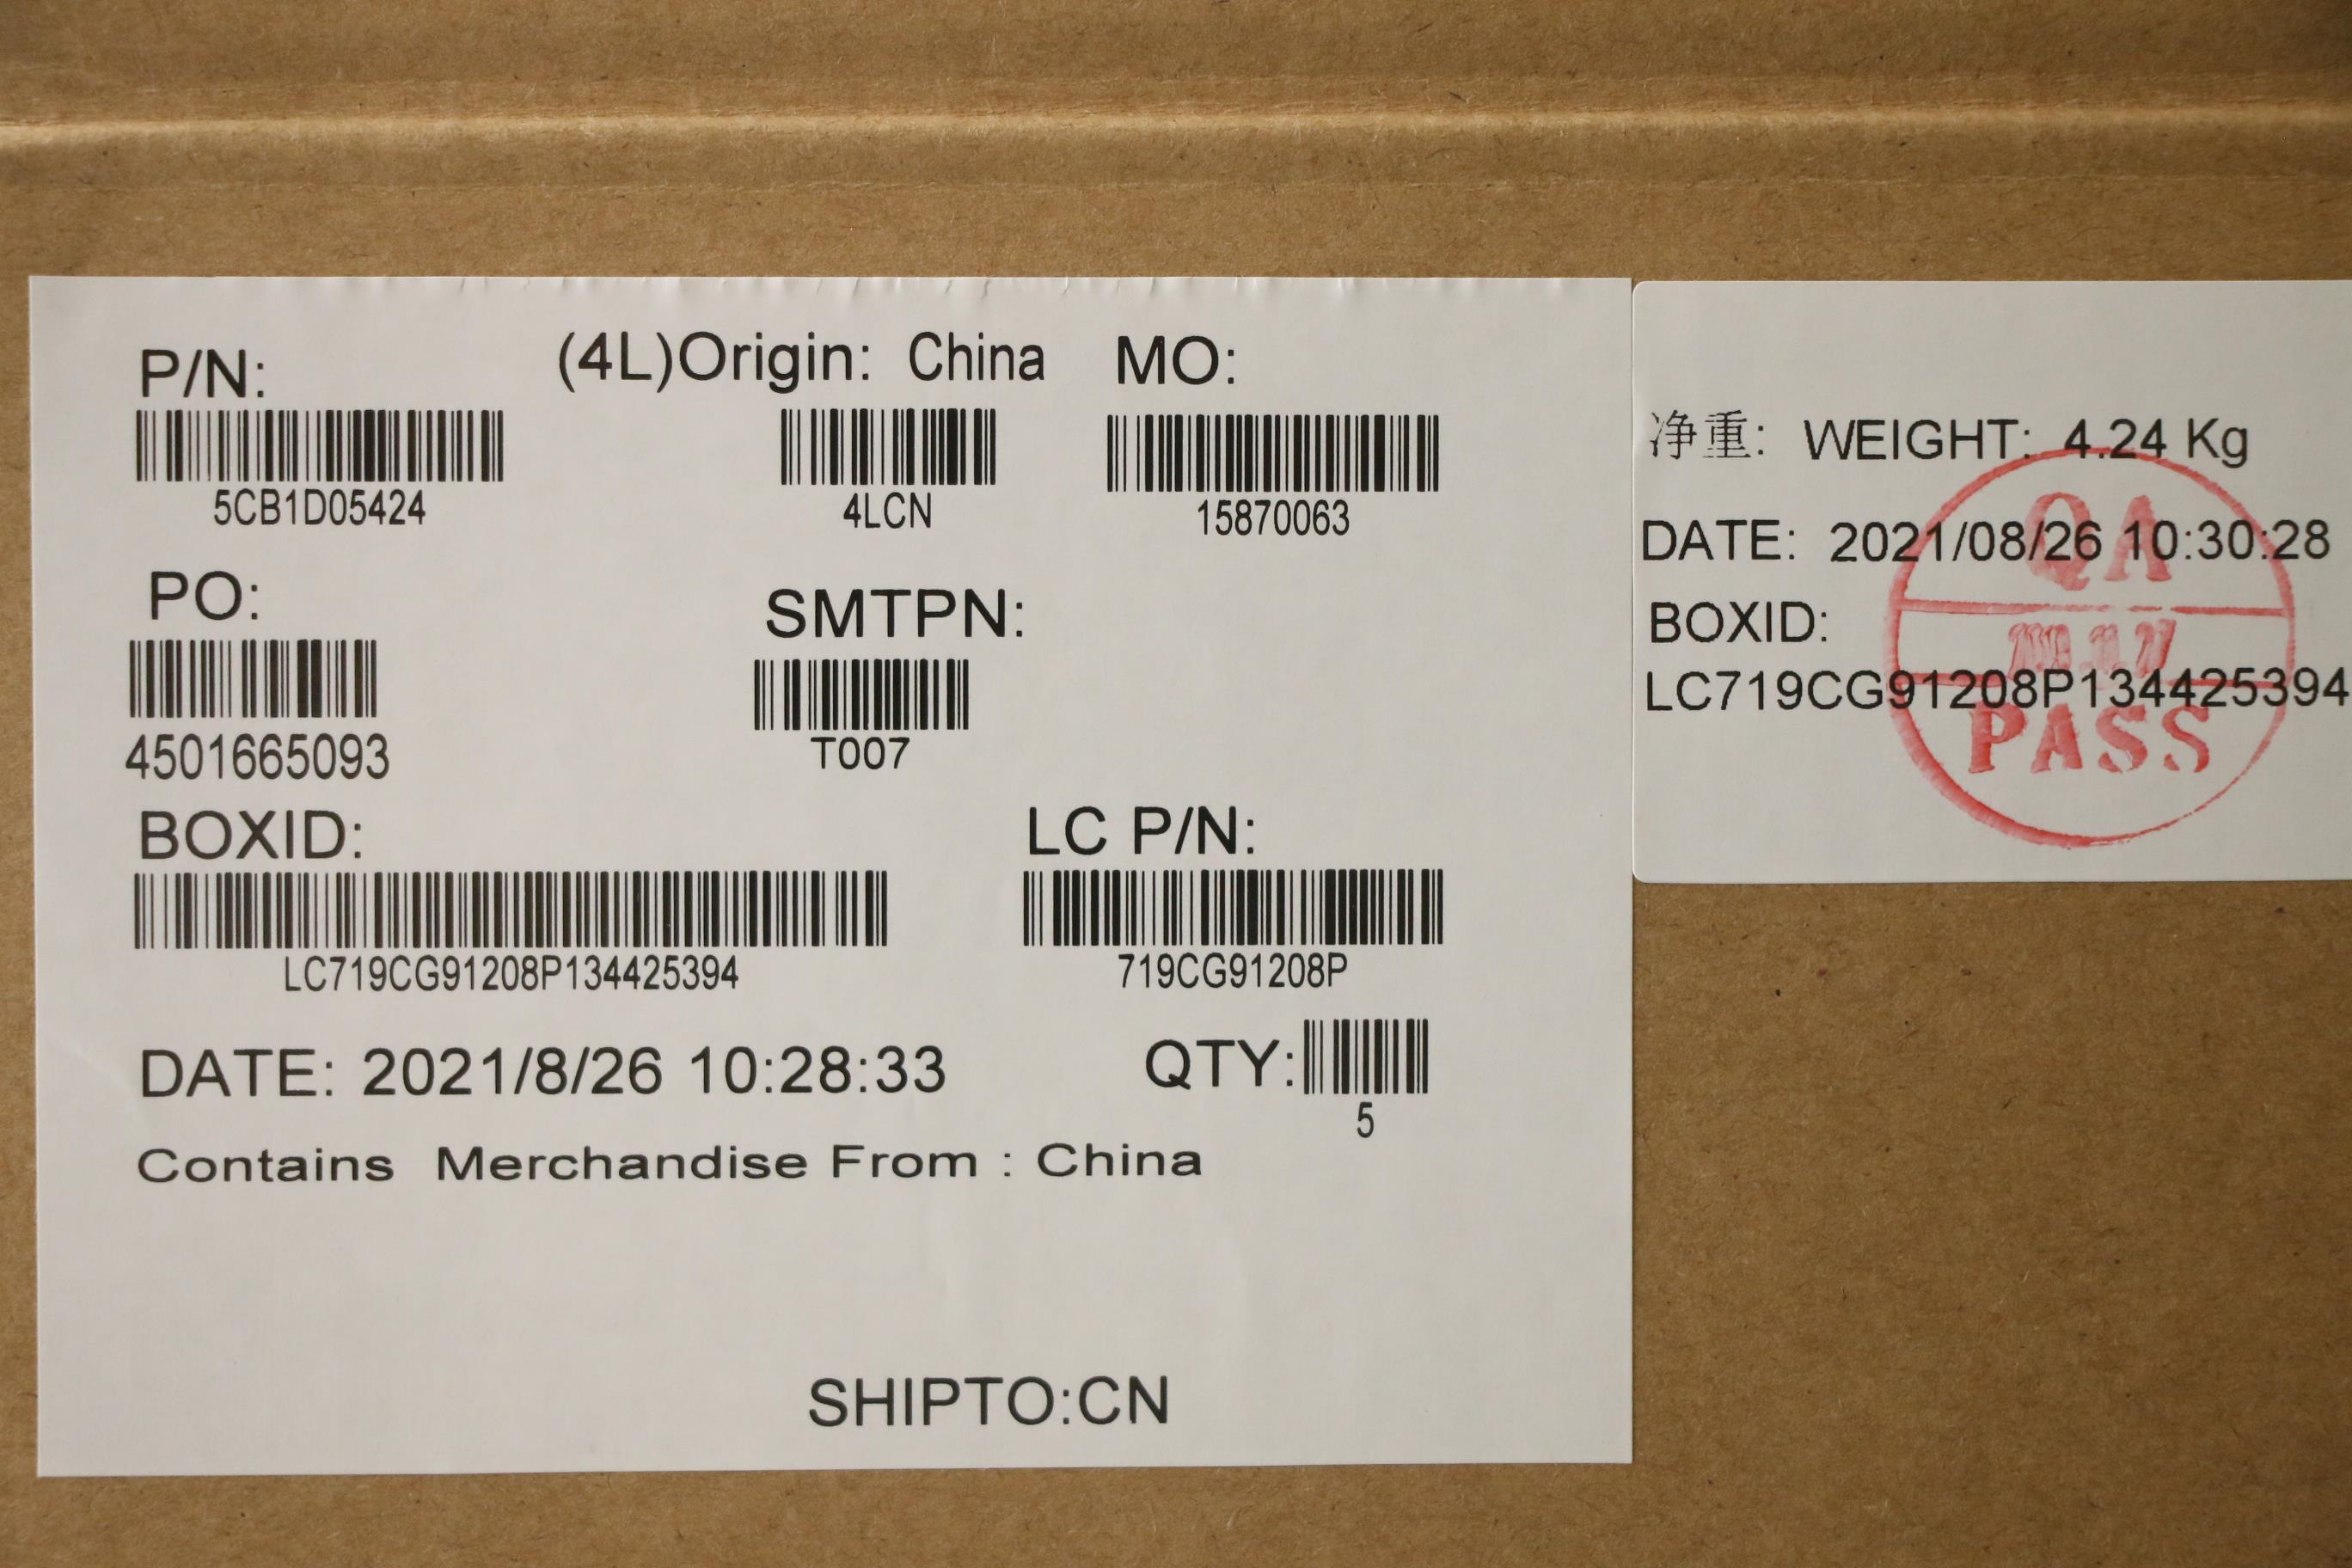 P/N:
(4L)Origin: China
MO:
5CB1D05424
4LCN
15870063
PO:
SMTPN:
4501665093
T007
BOXID:
LC P/N:
LC719CG91208P134425394
719CG91208P
DATE: 2021/8/26 10:28:33
QTY:
5
Contains Merchandise From : China
SHIPTO:CN
净重: WEIGHT: 4.24 Kg
DATE: 2021/08/26 10:30:28
BOXID:
LC719CG91208P134425394
QA
PASS